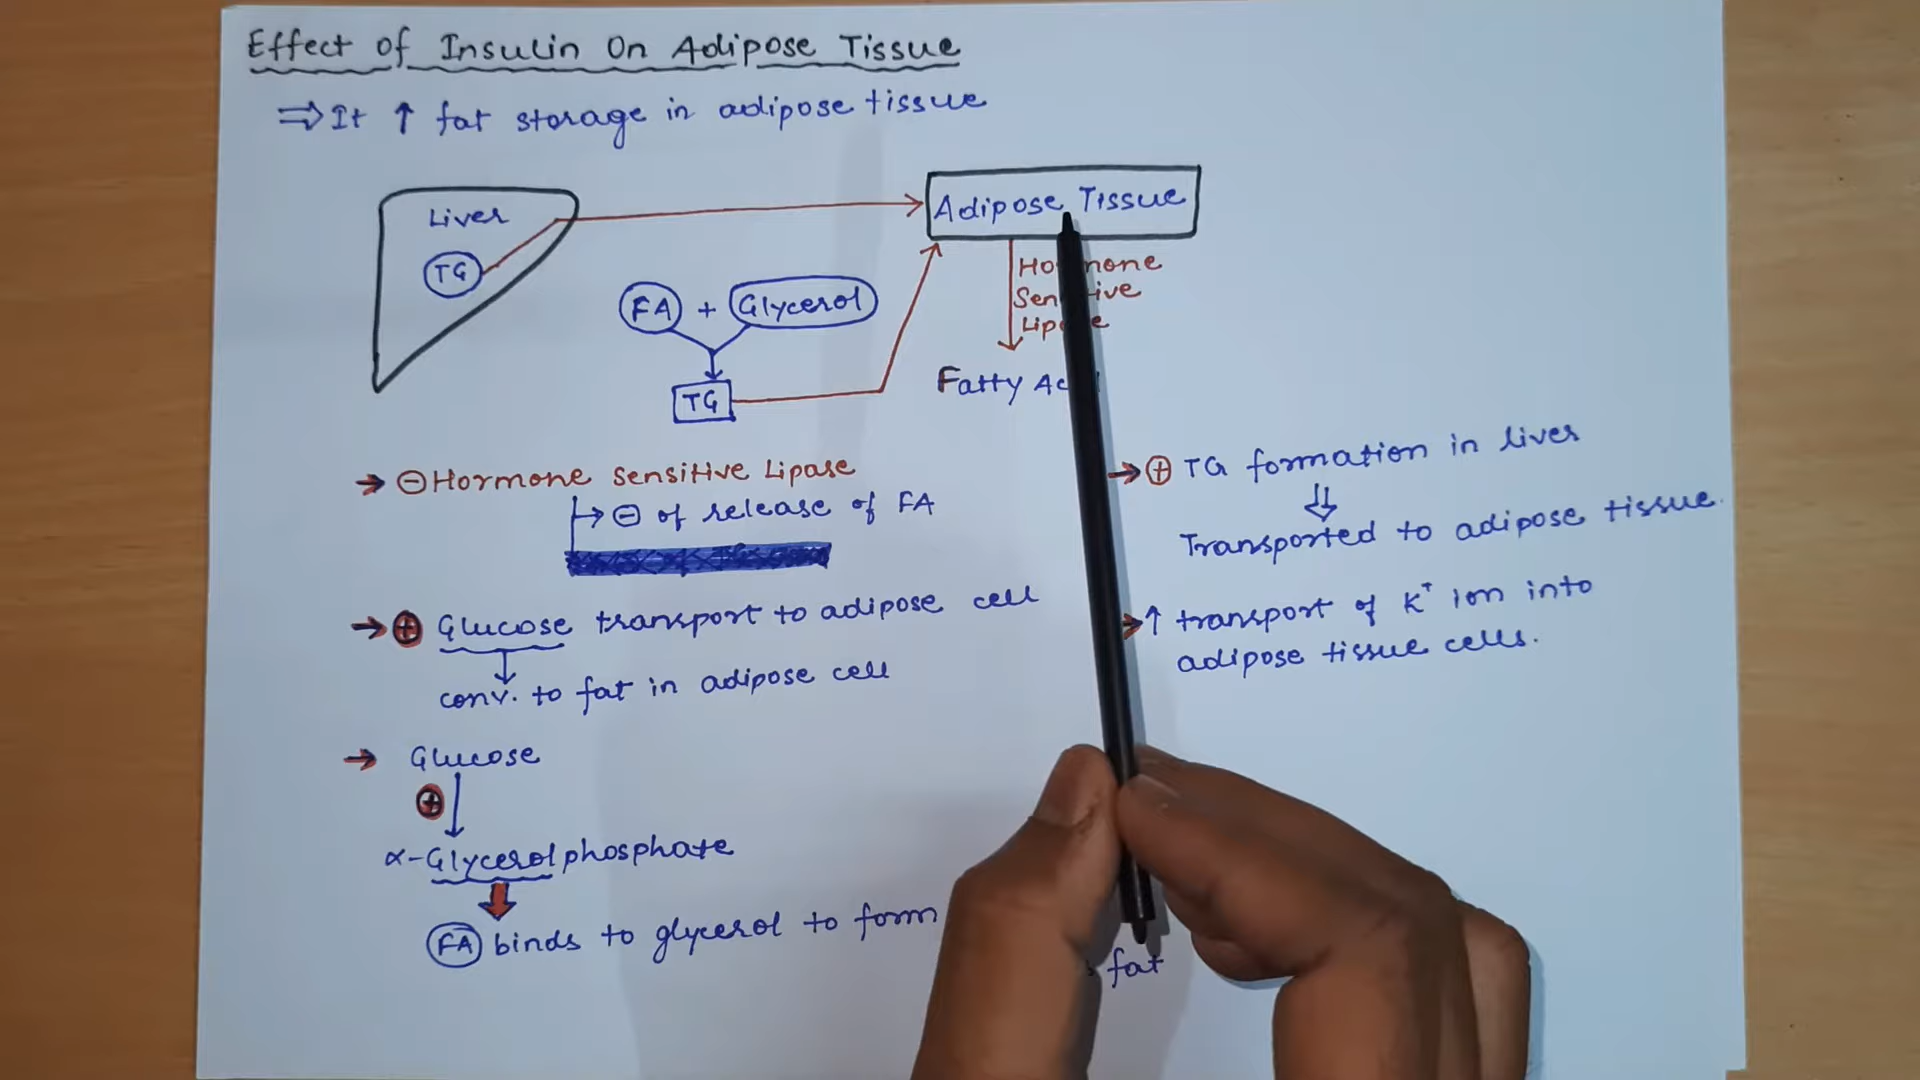 Effect of Insulin On Adipose Tissue
⇒ It ↑ fat storage in adipose tissue
Liver
TG
Adipose Tissue
FA + Glycerol
TG
Sensitive
Fatty
→ ⊖ Hormone Sensitive Lipase
→ ⊖ of release of FA
→ ⊕ Glucose transport to adipose cell
conv. to fat in adipose cell
→ Glucose
⊕
α-Glycerolphosphate
FA binds to glycerol to form
fat
→ ⊕ TG formation in liver
⇓
Transported to adipose tissue.
→ ↑ transport of K⁺ ion into
adipose tissue cells.